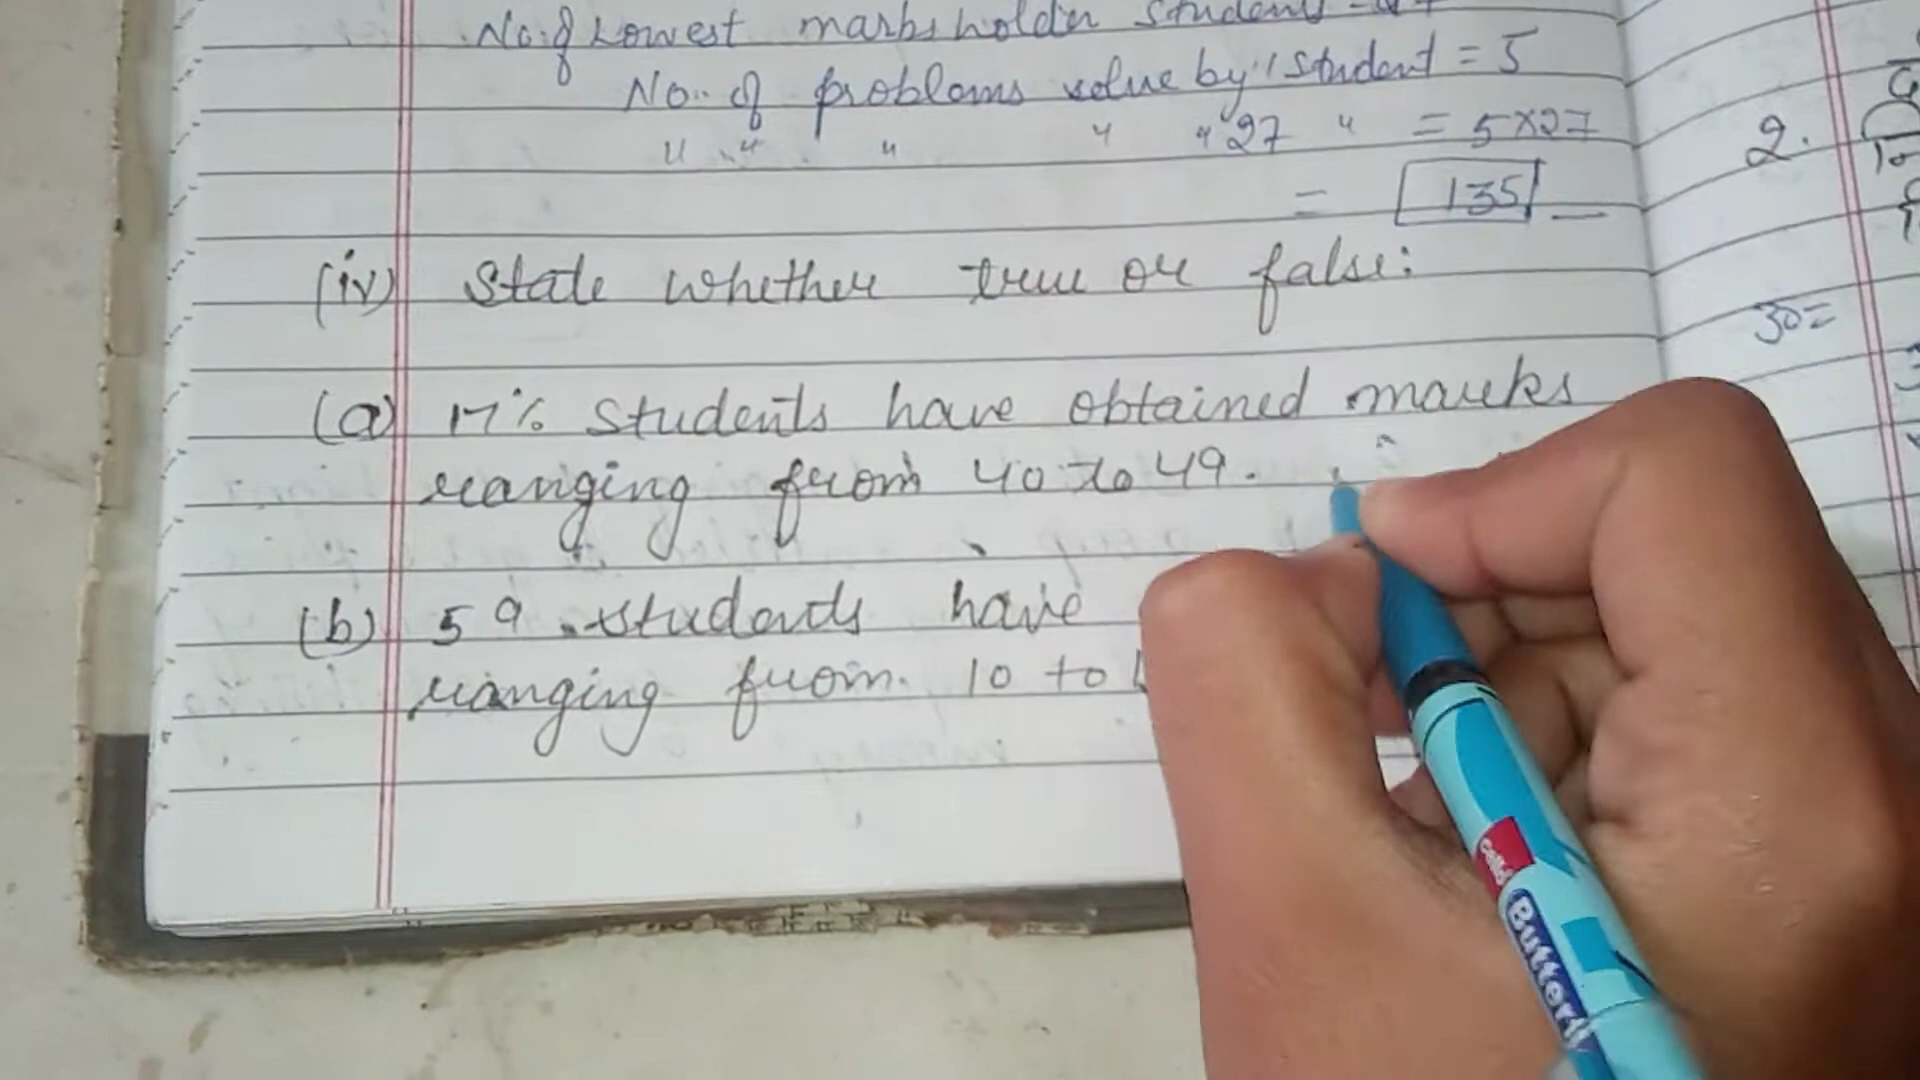 No. of Lowest marks holder Students
No. of problems solve by 1 student = 5
" " " " " 27 " = 5×27
= 135
(iv) State whether true or false:
(a) 17% students have obtained marks
ranging from 40 to 49.
(b) 59 students have
ranging from 10 to
2.
30=
Cello
Butterf